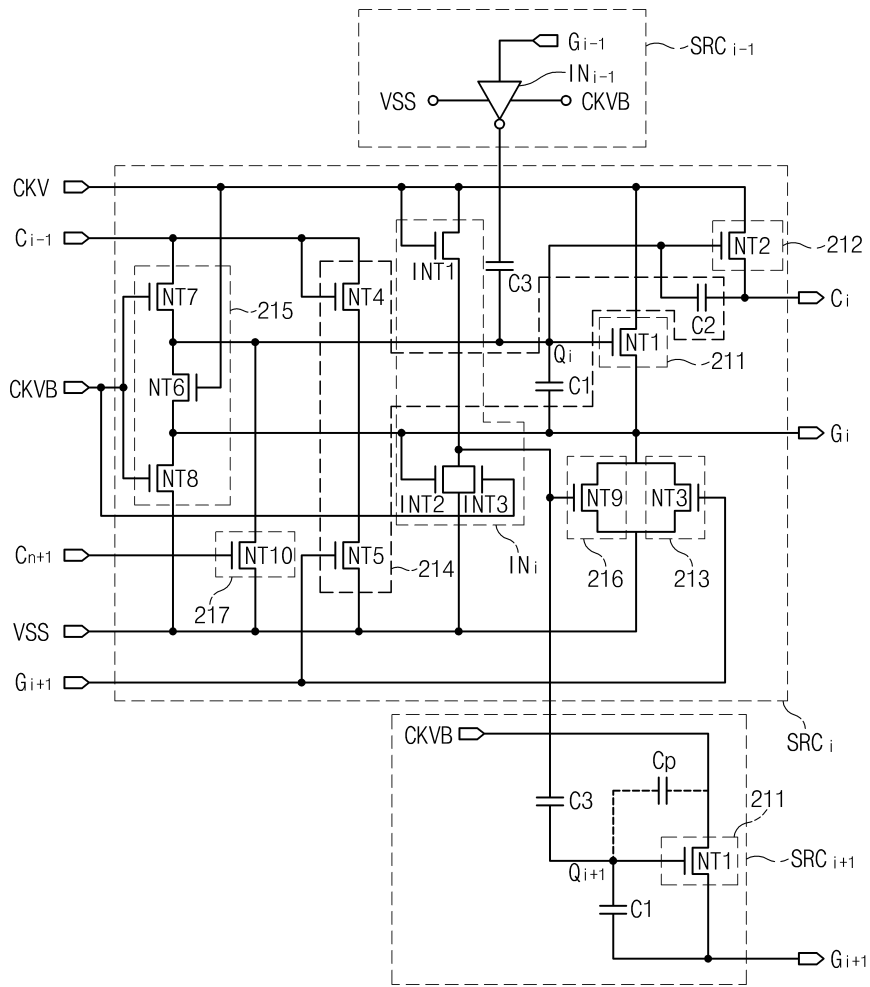 Gi-1
SRCi-1
INi-1
VSS
CKVB
CKV
Ci-1
NT2
212
INT1
C3
NT7
NT4
215
C2
Ci
Qi
NT1
211
NT6
C1
CKVB
Gi
NT8
INT2
INT3
NT9
NT3
Cn+1
NT10
NT5
214
INi
216
213
217
VSS
Gi+1
SRCi
CKVB
Cp
C3
211
NT1
SRCi+1
Qi+1
C1
Gi+1